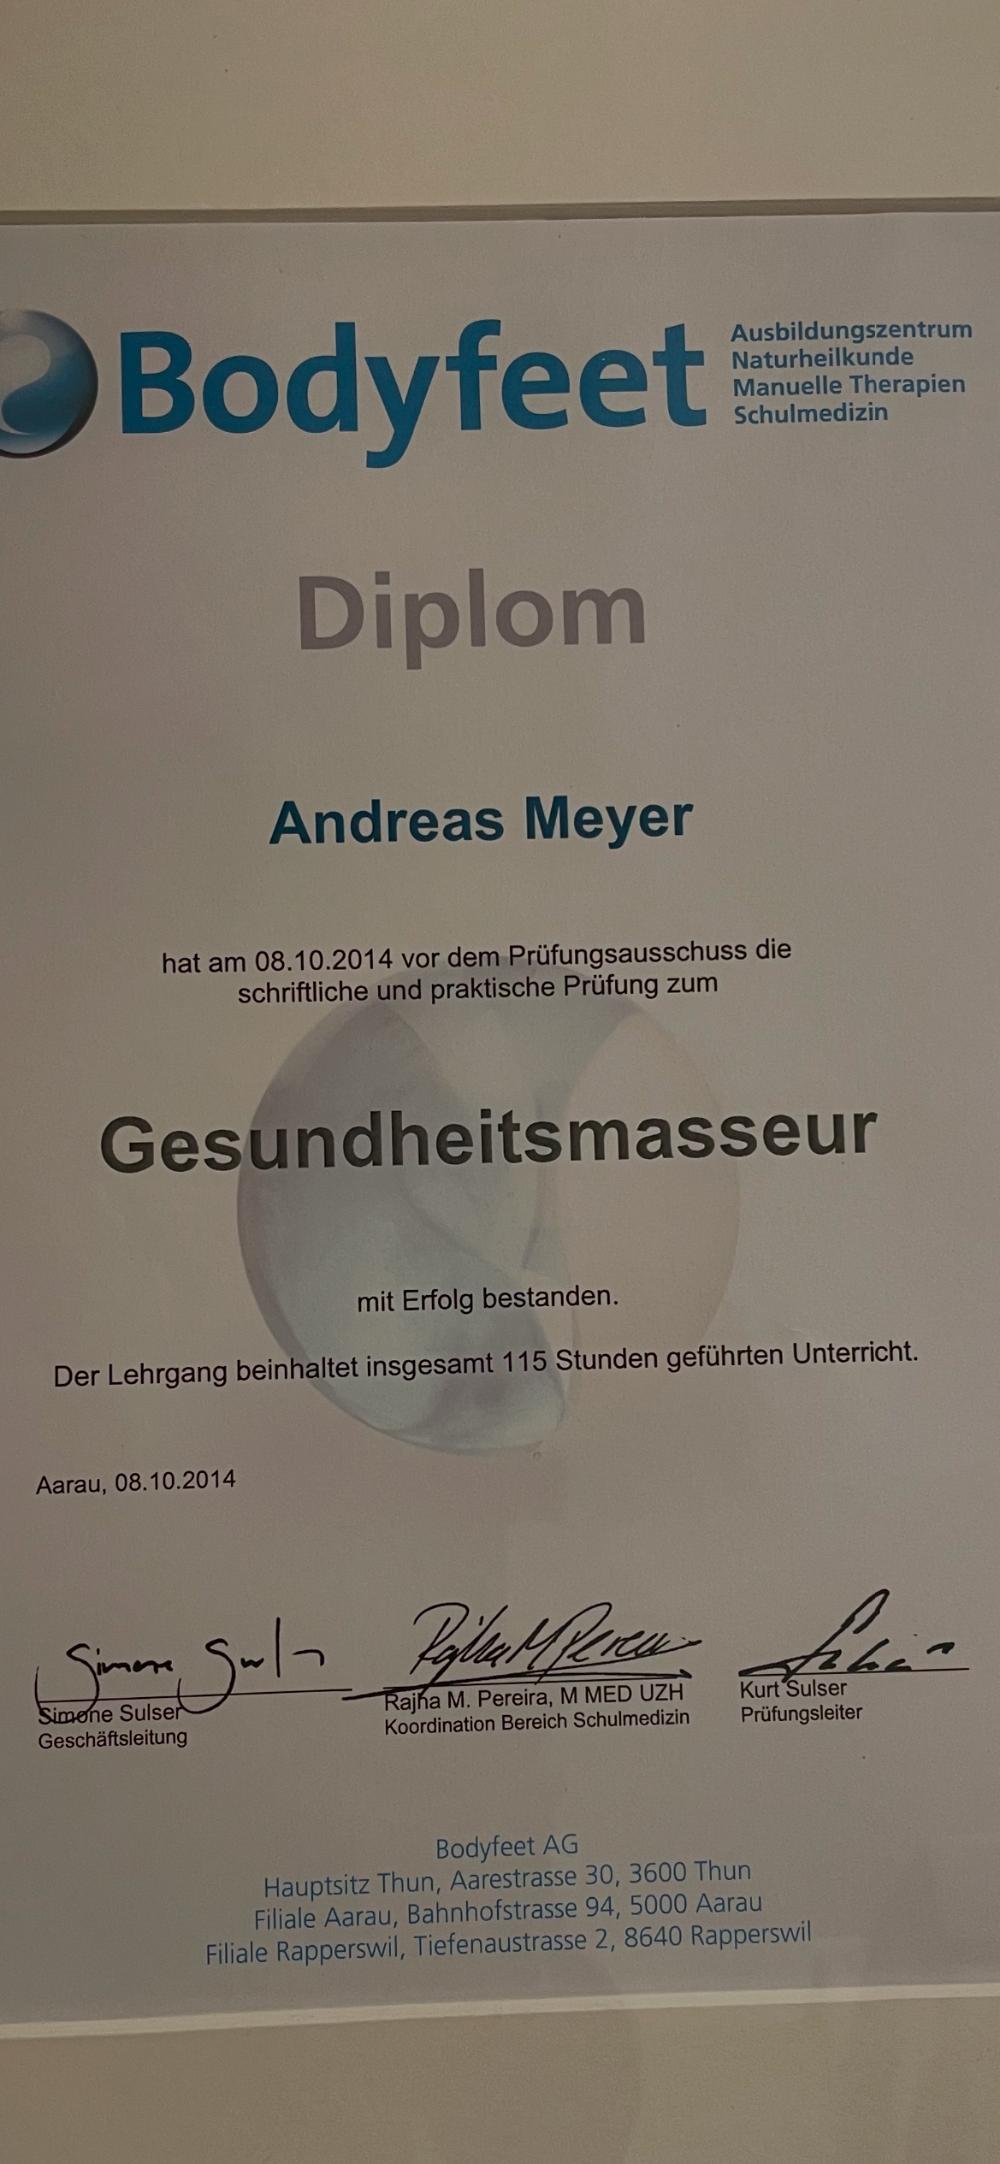 Bodyfeet
Ausbildungszentrum
Naturheilkunde
Manuelle Therapien
Schulmedizin
Diplom
Andreas Meyer
hat am 08.10.2014 vor dem Prüfungsausschuss die
schriftliche und praktische Prüfung zum
Gesundheitsmasseur
mit Erfolg bestanden.
Der Lehrgang beinhaltet insgesamt 115 Stunden geführten Unterricht.
Aarau, 08.10.2014
Simone Sulser
Geschäftsleitung
Rajha M. Pereira, M MED UZH
Koordination Bereich Schulmedizin
Kurt Sulser
Prüfungsleiter
Bodyfeet AG
Hauptsitz Thun, Aarestrasse 30, 3600 Thun
Filiale Aarau, Bahnhofstrasse 94, 5000 Aarau
Filiale Rapperswil, Tiefenaustrasse 2, 8640 Rapperswil